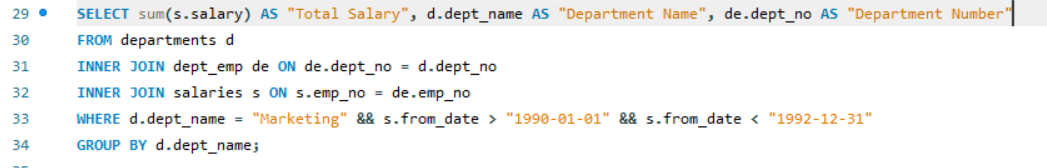 29 SELECT sum(s.salary) AS "Total Salary", d.dept_name AS "Department Name", de.dept_no AS "Department Number"
30 FROM departments d
31 INNER JOIN dept_emp de ON de.dept_no = d.dept_no
32 INNER JOIN salaries s ON s.emp_no = de.emp_no
33 WHERE d.dept_name = "Marketing" && s.from_date > "1990-01-01" && s.from_date < "1992-12-31"
34 GROUP BY d.dept_name;